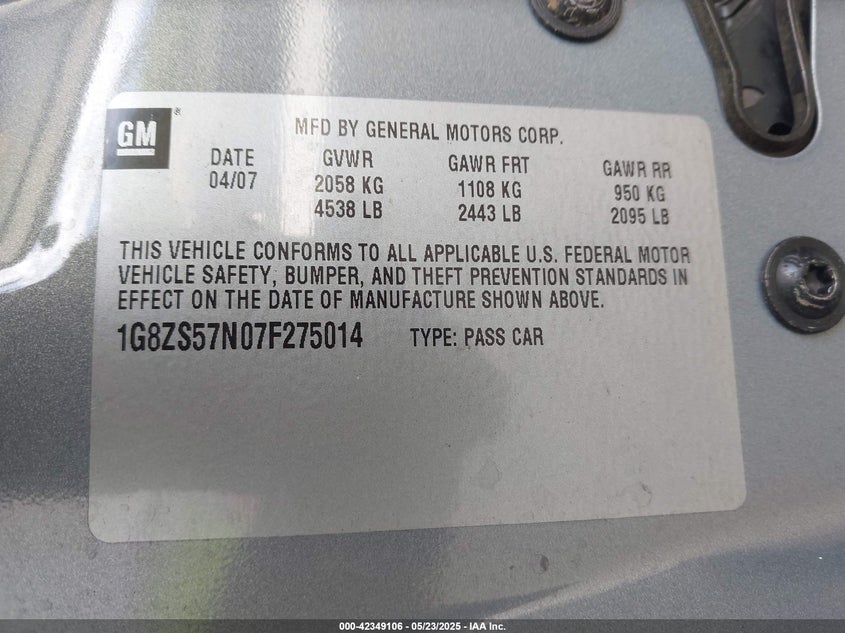 GM
MFD BY GENERAL MOTORS CORP.
DATE GVWR GAWR FRT GAWR RR
04/07 2058 KG 1108 KG 950 KG
4538 LB 2443 LB 2095 LB
THIS VEHICLE CONFORMS TO ALL APPLICABLE U.S. FEDERAL MOTOR
VEHICLE SAFETY, BUMPER, AND THEFT PREVENTION STANDARDS IN
EFFECT ON THE DATE OF MANUFACTURE SHOWN ABOVE.
1G8ZS57N07F275014 TYPE: PASS CAR
000-42349106 - 05/23/2025 - IAA Inc.